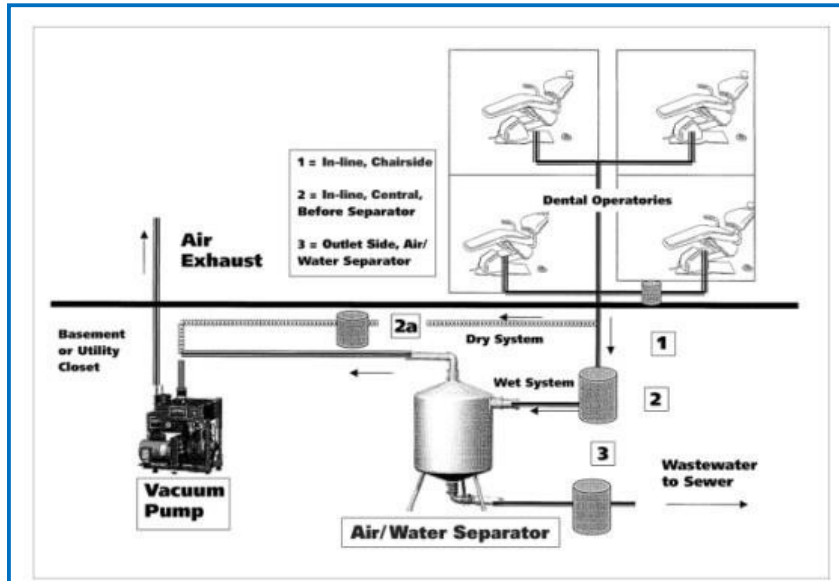 1 = In-line, Chairside
2 = In-line, Central,
Before Separator
3 = Outlet Side, Air/
Water Separator
Dental Operatories
Air
Exhaust
Basement
or Utility
Closet
2a
Dry System
1
Wet System
2
3
Wastewater
to Sewer
Vacuum
Pump
Air/Water Separator